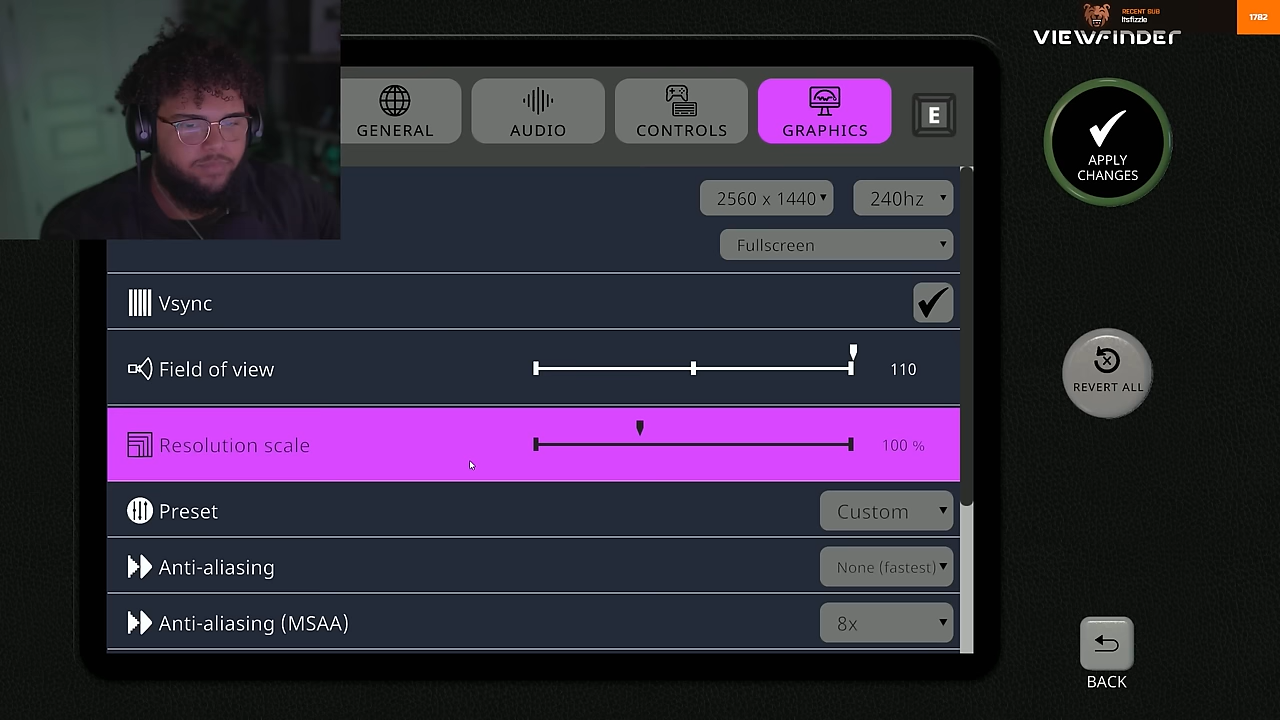 RECENT SUB
Itsfizzle
1782
VIEWFINDER
GENERAL
AUDIO
CONTROLS
GRAPHICS
E
APPLY
CHANGES
2560 x 1440
240hz
Fullscreen
Vsync
Field of view
110
Resolution scale
100 %
REVERT ALL
Preset
Custom
Anti-aliasing
None (fastest)
Anti-aliasing (MSAA)
8x
BACK